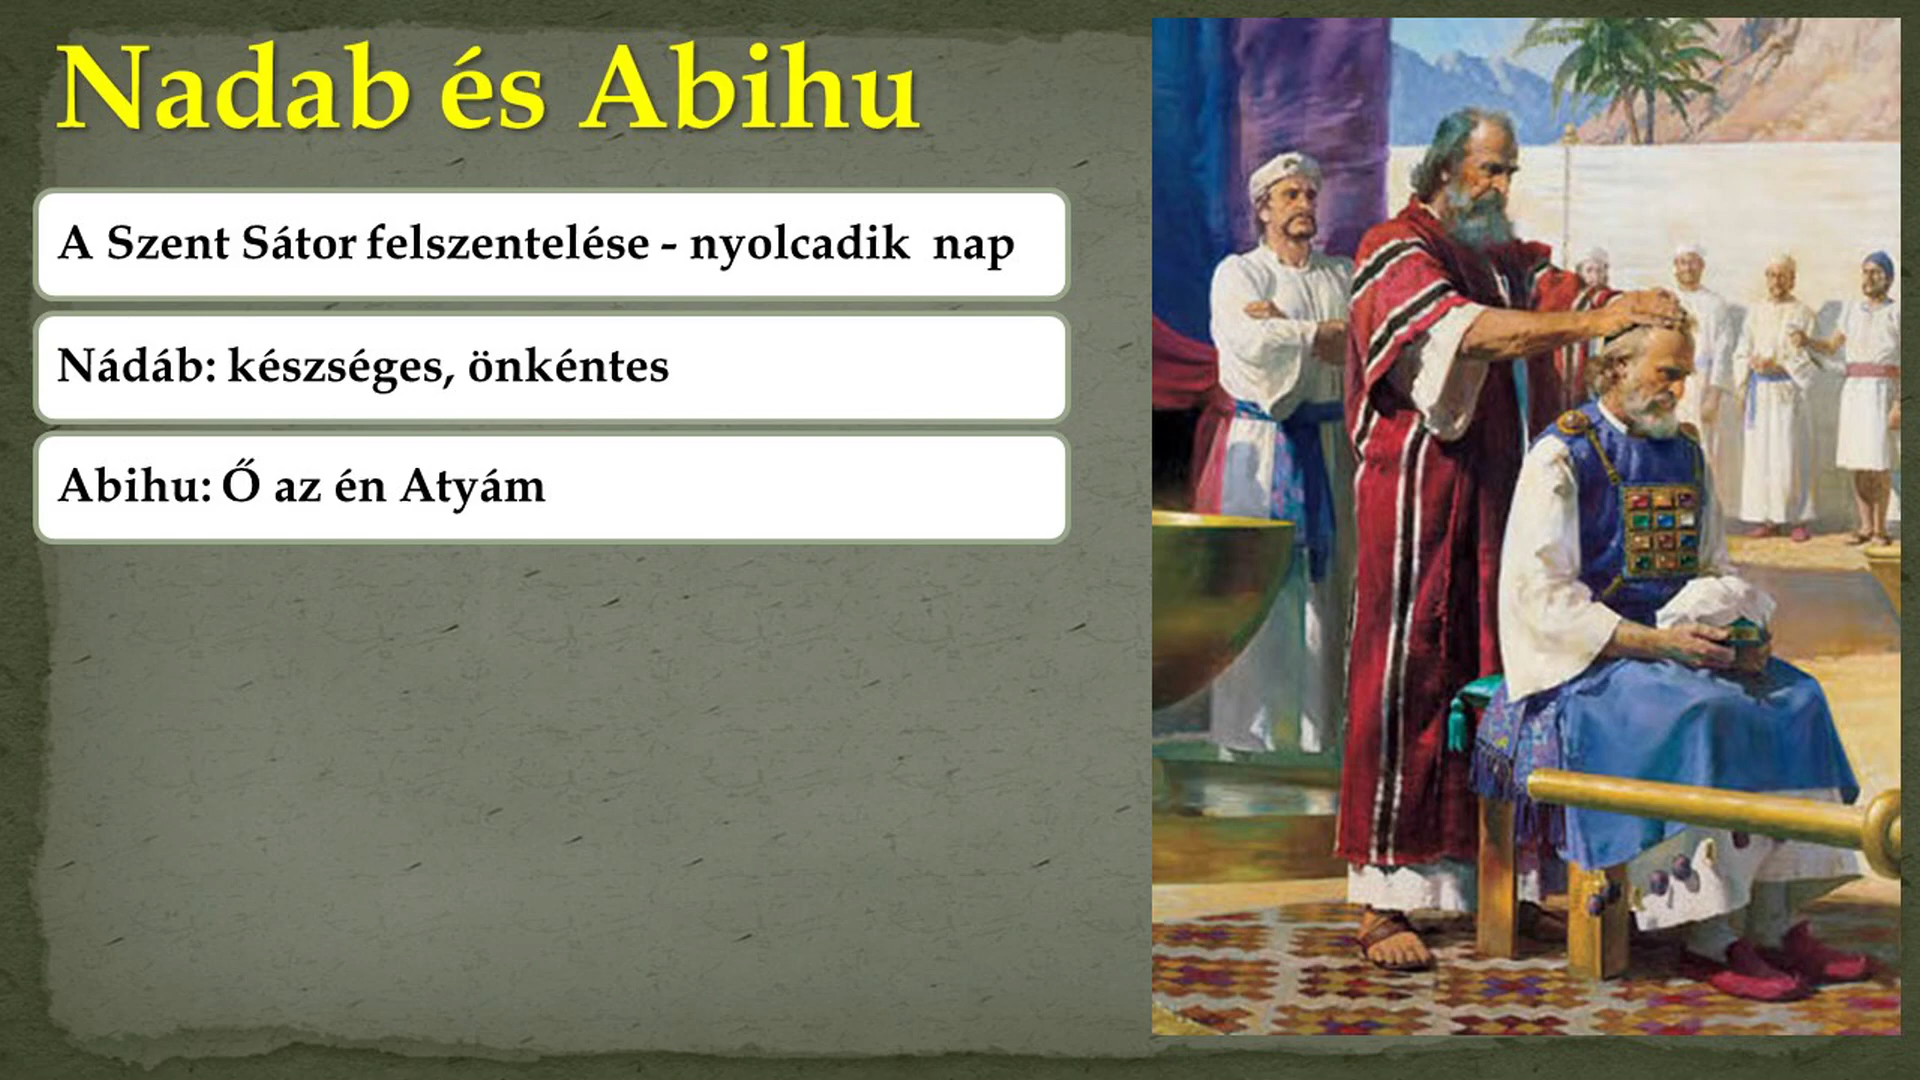 Nadab és Abihu
A Szent Sátor felszentelése - nyolcadik  nap
Nádáb: készséges, önkéntes
Abihu: Ő az én Atyám